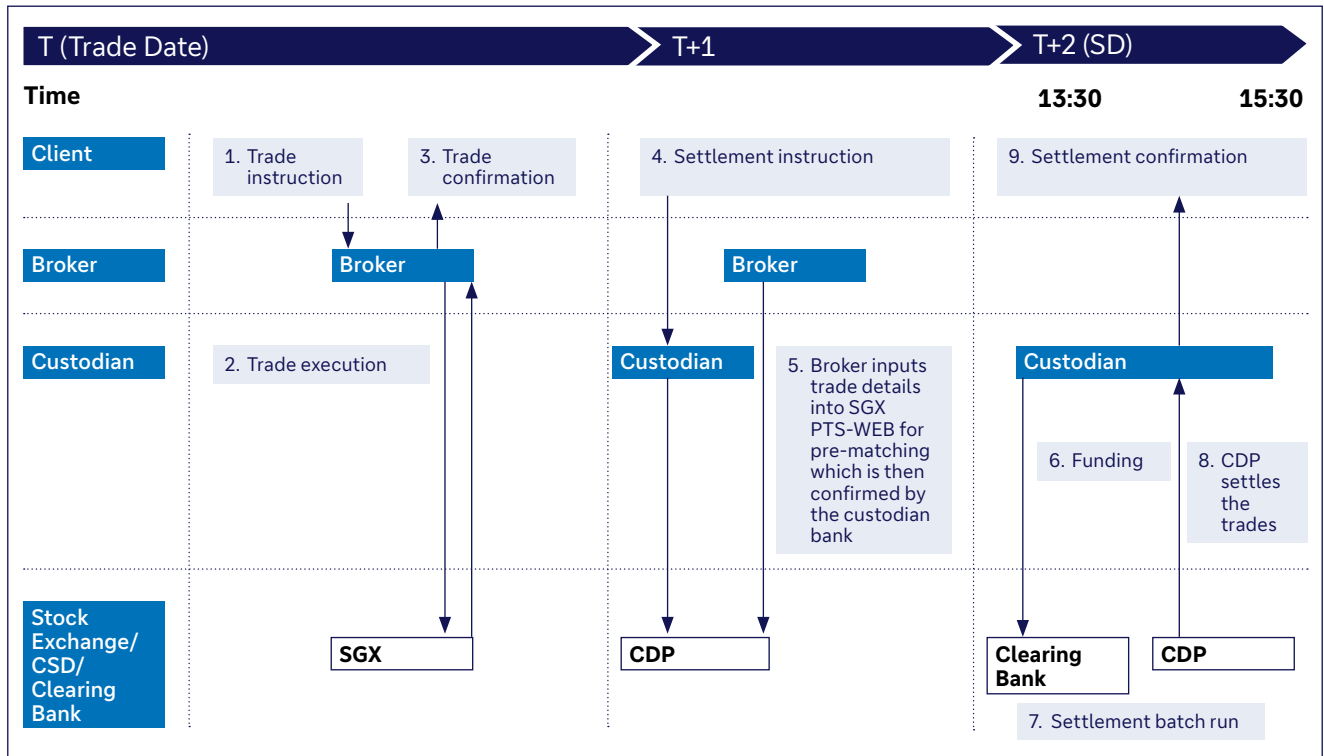 T (Trade Date)
T+1
T+2 (SD)
Time
13:30
15:30
Client
1. Trade
instruction
3. Trade
confirmation
4. Settlement instruction
9. Settlement confirmation
Broker
Broker
Broker
Custodian
2. Trade execution
Custodian
5. Broker inputs
trade details
into SGX
PTS-WEB for
pre-matching
which is then
confirmed by
the custodian
bank
Custodian
6. Funding
8. CDP
settles
the
trades
Stock
Exchange/
CSD/
Clearing
Bank
SGX
CDP
Clearing
Bank
CDP
7. Settlement batch run